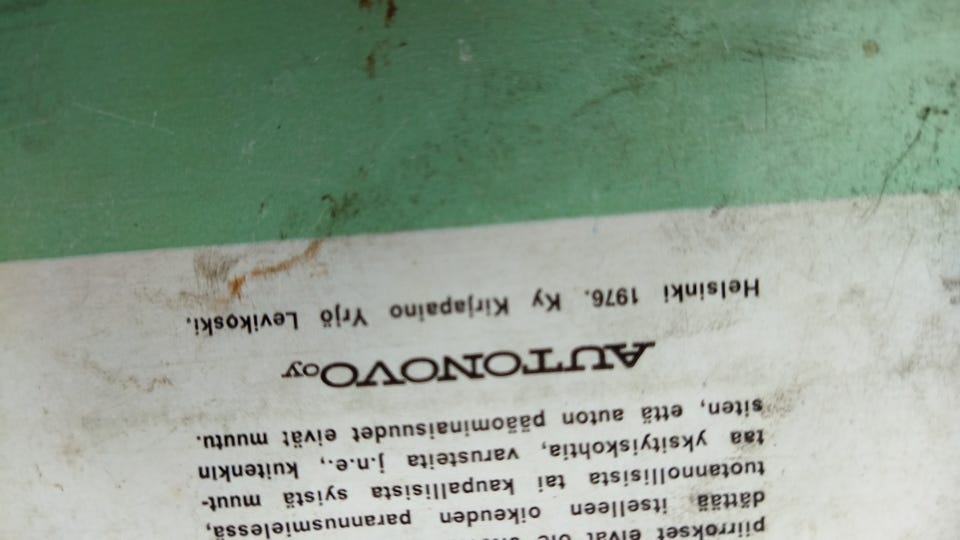 piirrokset eivät ole
dättää itselleen oikeuden parannusmielessä,
tuotannollisista tai kaupallisista syistä muut-
taa yksityiskohtia, varusteita j.n.e., kuitenkin
siten, että auton pääominaisuudet eivät muutu.
AUTONOVO OY
Helsinki 1976. Ky Kirjapaino Yrjö Levikoski.